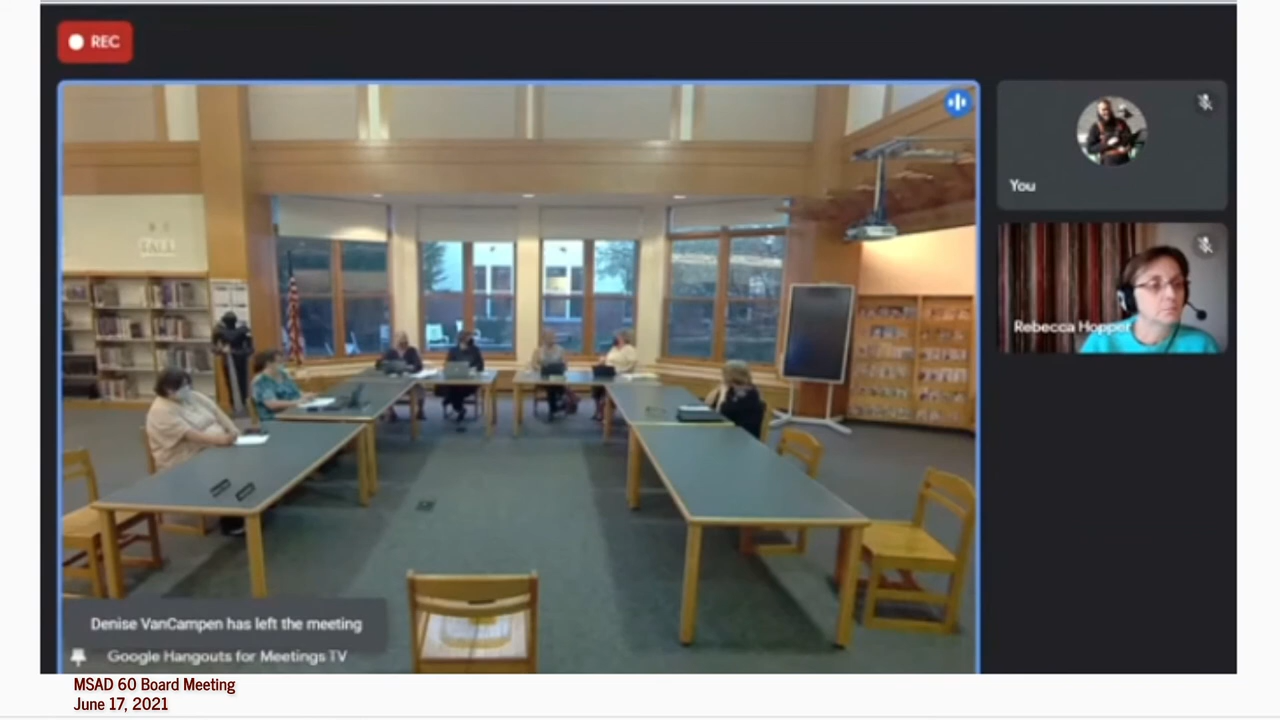 REC
You
Rebecca Hopper
Denise VanCampen has left the meeting
Google Hangouts for Meetings TV
MSAD 60 Board Meeting
June 17, 2021